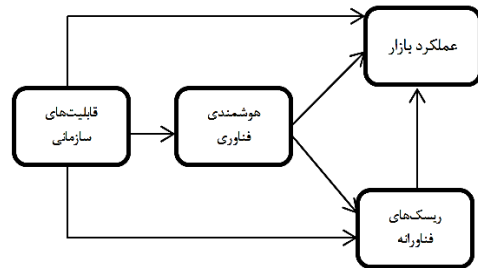 عملکرد بازار
قابلیت‌های
سازمانی
هوشمندی
فناوری
ریسک‌های
فناورانه